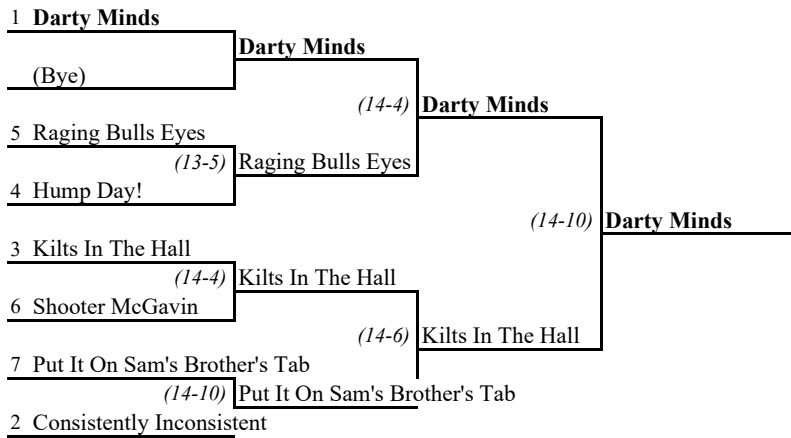 1 Darty Minds
Darty Minds
(Bye)
(14-4) Darty Minds
5 Raging Bulls Eyes
(13-5) Raging Bulls Eyes
4 Hump Day!
(14-10) Darty Minds
3 Kilts In The Hall
(14-4) Kilts In The Hall
6 Shooter McGavin
(14-6) Kilts In The Hall
7 Put It On Sam's Brother's Tab
(14-10) Put It On Sam's Brother's Tab
2 Consistently Inconsistent